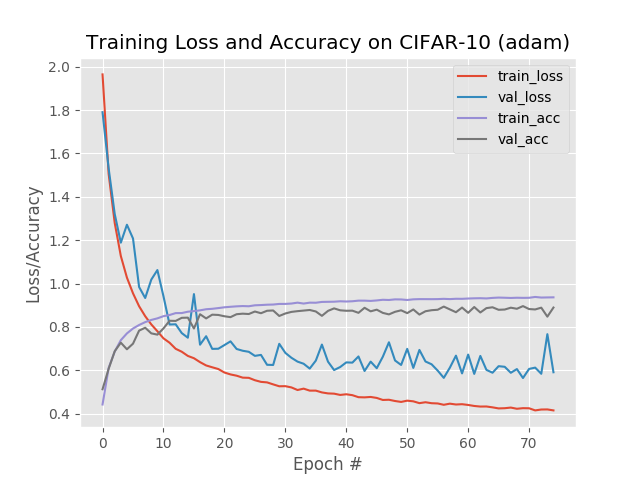 Training Loss and Accuracy on CIFAR-10 (adam)
train_loss
val_loss
train_acc
val_acc
2.0
1.8
1.6
1.4
1.2
1.0
0.8
0.6
0.4
Loss/Accuracy
0 10 20 30 40 50 60 70
Epoch #